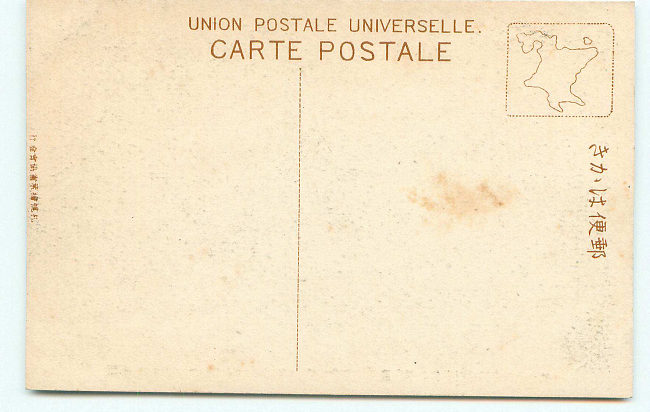 UNION POSTALE UNIVERSELLE.
CARTE POSTALE
きかは便郵